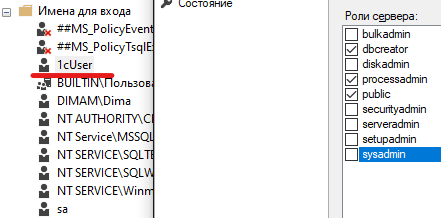 Имена для входа
##MS_PolicyEvent
##MS_PolicyTsqlEx
1cUser
BUILTIN\Пользова
DIMAM\Dima
NT AUTHORITY\
NT Service\MSSQL
NT SERVICE\SQLTE
NT SERVICE\SQLW
NT SERVICE\Winm
sa
Состояние
Роли сервера:
bulkadmin
dbcreator
diskadmin
processadmin
public
securityadmin
serveradmin
setupadmin
sysadmin